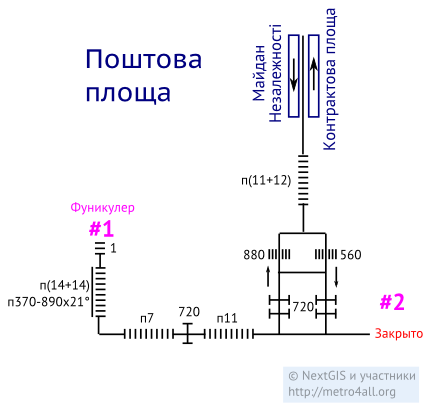 Поштова
площа
Майдан
Незалежності
Контрактова площа
п(11+12)
Фуникулер
#1
1
880
560
п(14+14)
п370-890х21°
720
#2
п7
720
п11
Закрыто
© NextGIS и участники
http://metro4all.org